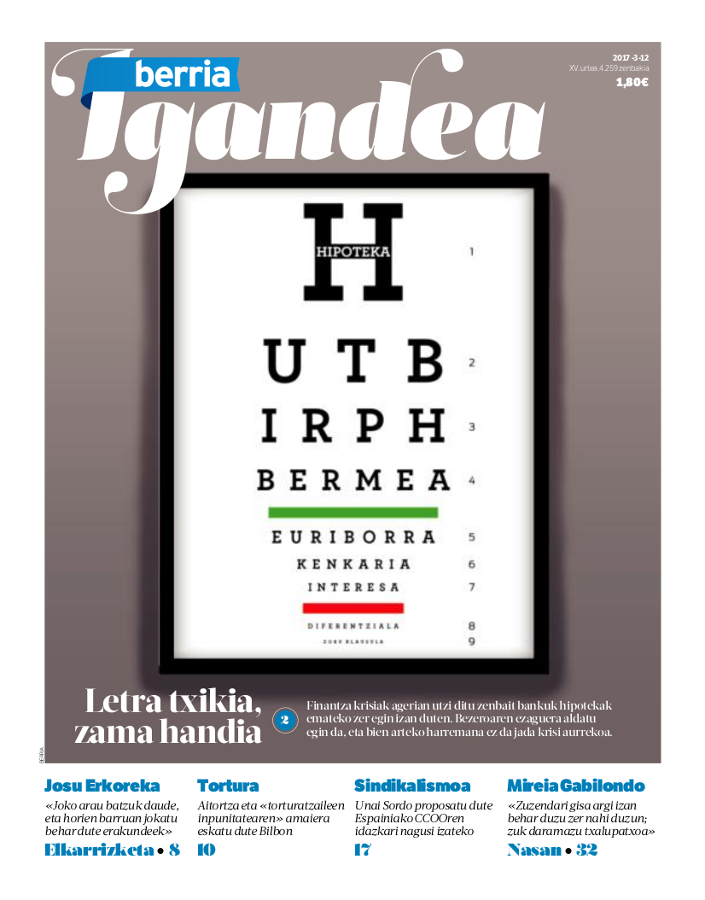 berria
Igandea
2017-3-12
XV. urtea. 4.259 zenbakia
1,80€
H
HIPOTEKA
1
U T B
2
I R P H
3
B E R M E A
4
E U R I B O R R A
5
K E N K A R I A
6
I N T E R E S A
7
D I F E R E N T Z I A L A
8
Z O R U K L A U S U L A
9
Letra txikia,
zama handia
2
Finantza krisiak agerian utzi ditu zenbait bankuk hipotekak
emateko zer egin izan duten. Bezeroaren ezaguera aldatu
egin da, eta bien arteko harremana ez da jada krisi aurrekoa.
BERRIA
Josu Erkoreka
«Joko arau batzuk daude,
eta horien barruan jokatu
behar dute erakundeek»
Elkarrizketa • 8
Tortura
Aitortza eta «torturatzaileen
inpunitatearen» amaiera
eskatu dute Bilbon
10
Sindikalismoa
Unai Sordo proposatu dute
Espainiako CCOOren
idazkari nagusi izateko
17
Mireia Gabilondo
«Zuzendari gisa argi izan
behar duzu zer nahi duzun;
zuk daramazu txalupatxoa»
Nasan • 32